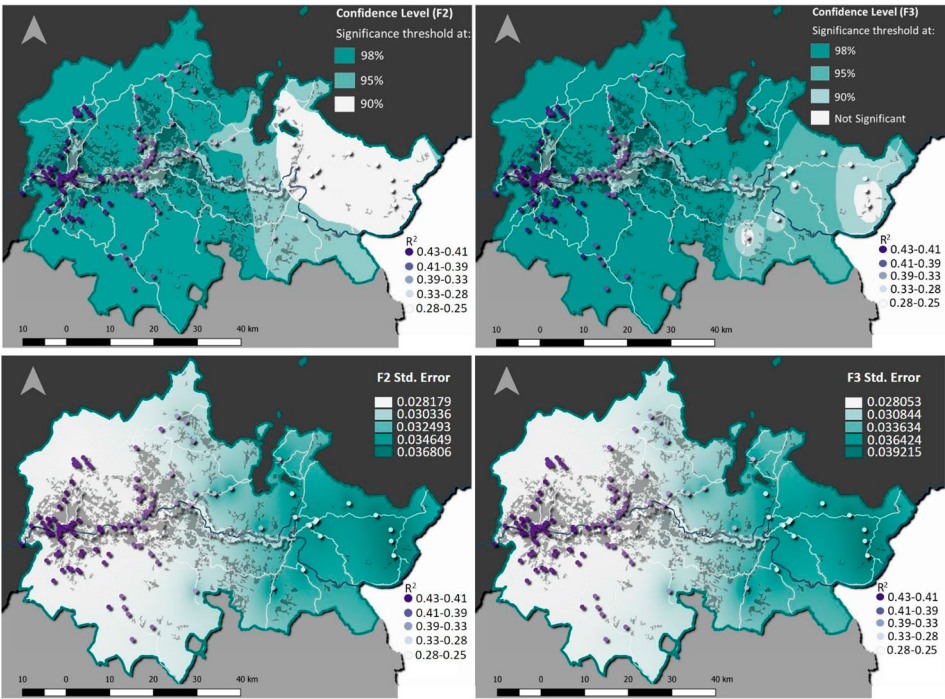 Confidence Level (F2)
Significance threshold at:
98%
95%
90%
R²
0.43-0.41
0.41-0.39
0.39-0.33
0.33-0.28
0.28-0.25
10 0 10 20 30 40 km
Confidence Level (F3)
Significance threshold at:
98%
95%
90%
Not Significant
R²
0.43-0.41
0.41-0.39
0.39-0.33
0.33-0.28
0.28-0.25
10 0 10 20 30 40 km
F2 Std. Error
0.028179
0.030336
0.032493
0.034649
0.036806
R²
0.43-0.41
0.41-0.39
0.39-0.33
0.33-0.28
0.28-0.25
10 0 10 20 30 40 km
F3 Std. Error
0.028053
0.030844
0.033634
0.036424
0.039215
R²
0.43-0.41
0.41-0.39
0.39-0.33
0.33-0.28
0.28-0.25
10 0 10 20 30 40 km